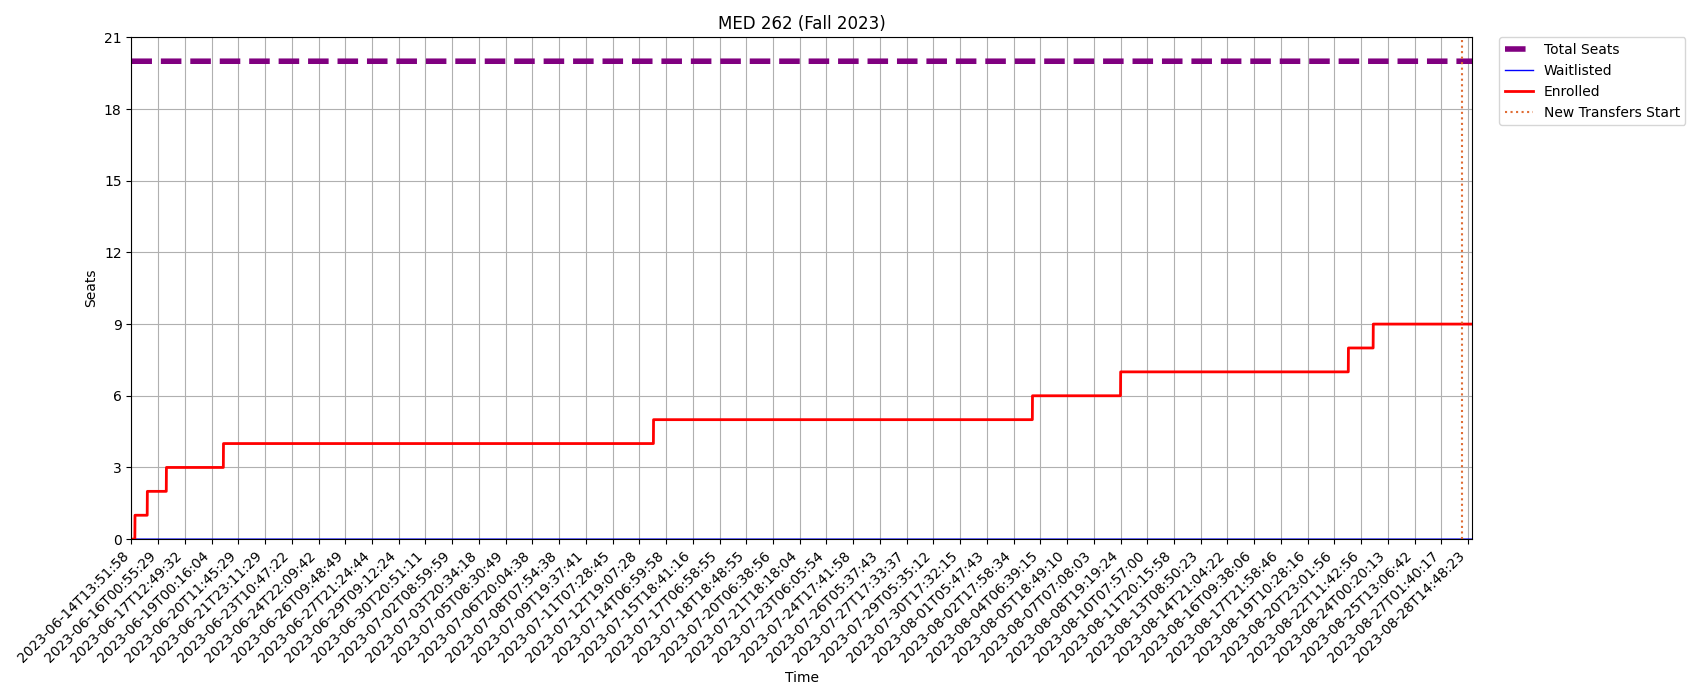 MED 262 (Fall 2023)
21
18
15
12
9
6
3
0
Seats
Total Seats
Waitlisted
Enrolled
New Transfers Start
2023-06-14T13:51:58
2023-06-16T00:55:29
2023-06-17T12:49:32
2023-06-19T00:16:04
2023-06-20T11:45:29
2023-06-21T23:11:29
2023-06-23T10:47:22
2023-06-24T22:09:42
2023-06-26T09:48:49
2023-06-27T21:24:44
2023-06-29T09:12:24
2023-06-30T20:51:11
2023-07-02T08:59:59
2023-07-03T20:34:18
2023-07-05T08:30:49
2023-07-06T20:04:38
2023-07-08T07:54:38
2023-07-09T19:37:41
2023-07-11T07:28:45
2023-07-12T19:07:28
2023-07-14T06:59:58
2023-07-15T18:41:16
2023-07-17T06:58:55
2023-07-18T18:48:55
2023-07-20T06:38:56
2023-07-21T18:18:04
2023-07-23T06:05:54
2023-07-24T17:41:58
2023-07-26T05:37:43
2023-07-27T17:33:37
2023-07-29T05:35:12
2023-07-30T17:32:15
2023-08-01T05:47:43
2023-08-02T17:58:34
2023-08-04T06:39:15
2023-08-05T18:49:10
2023-08-07T07:08:03
2023-08-08T19:19:24
2023-08-10T07:57:00
2023-08-11T20:15:58
2023-08-13T08:50:23
2023-08-14T21:04:22
2023-08-16T09:38:06
2023-08-17T21:58:46
2023-08-19T10:28:16
2023-08-20T23:01:56
2023-08-22T11:42:56
2023-08-24T00:20:13
2023-08-25T13:06:42
2023-08-27T01:40:17
2023-08-28T14:48:23
Time